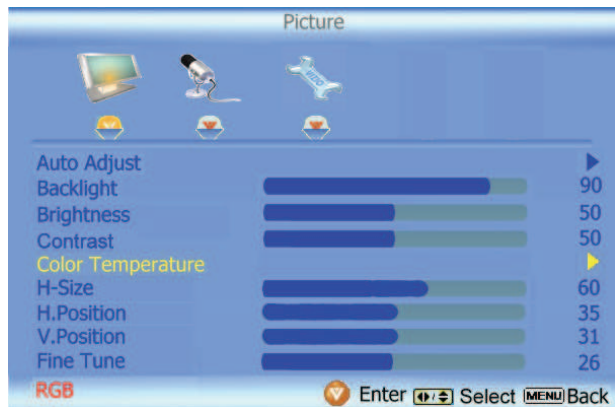 Picture
Auto Adjust
Backlight 90
Brightness 50
Contrast 50
Color Temperature
H-Size 60
H.Position 35
V.Position 31
Fine Tune 26
RGB Enter Select MENU Back